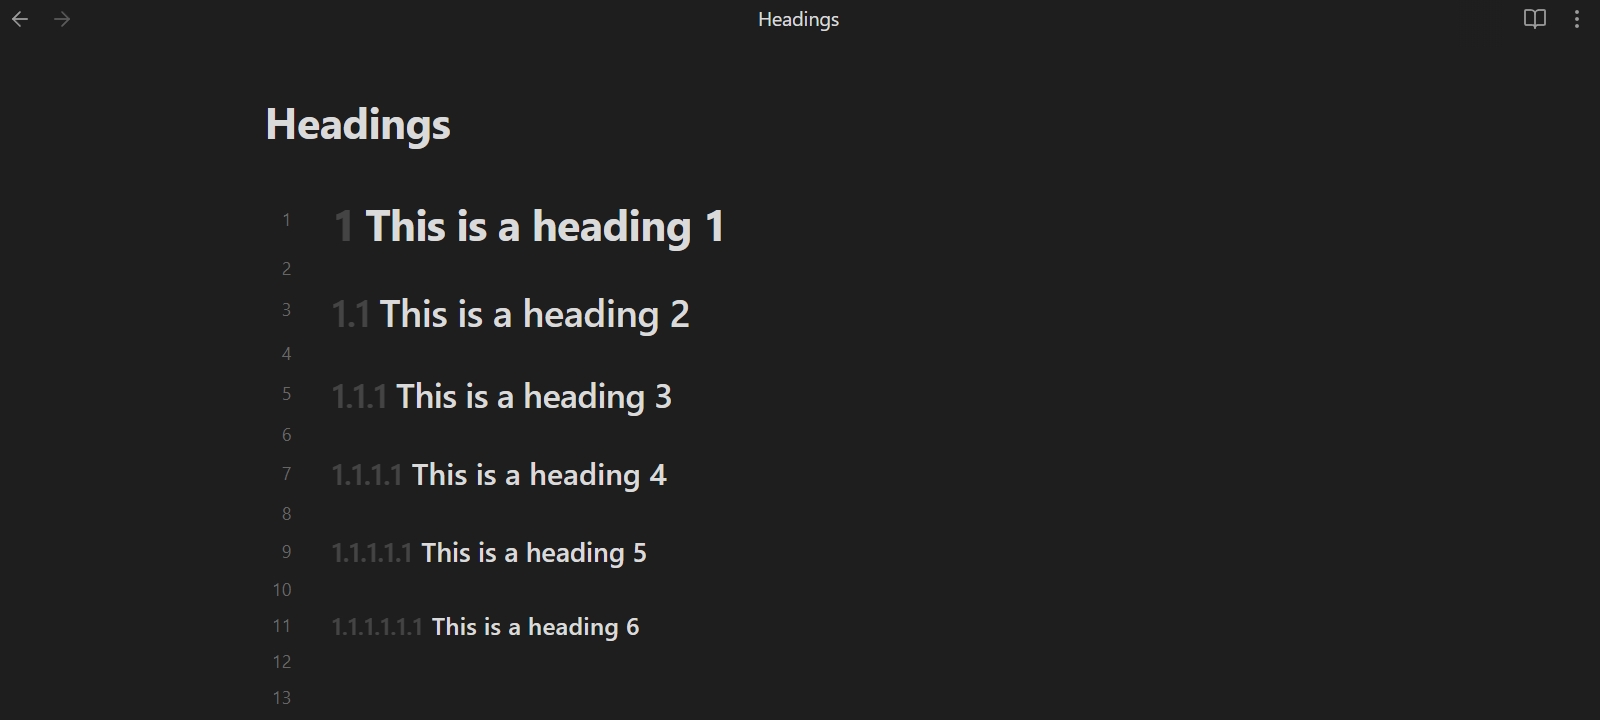 Headings
Headings
1 1 This is a heading 1
2
3 1.1 This is a heading 2
4
5 1.1.1 This is a heading 3
6
7 1.1.1.1 This is a heading 4
8
9 1.1.1.1.1 This is a heading 5
10
11 1.1.1.1.1.1 This is a heading 6
12
13